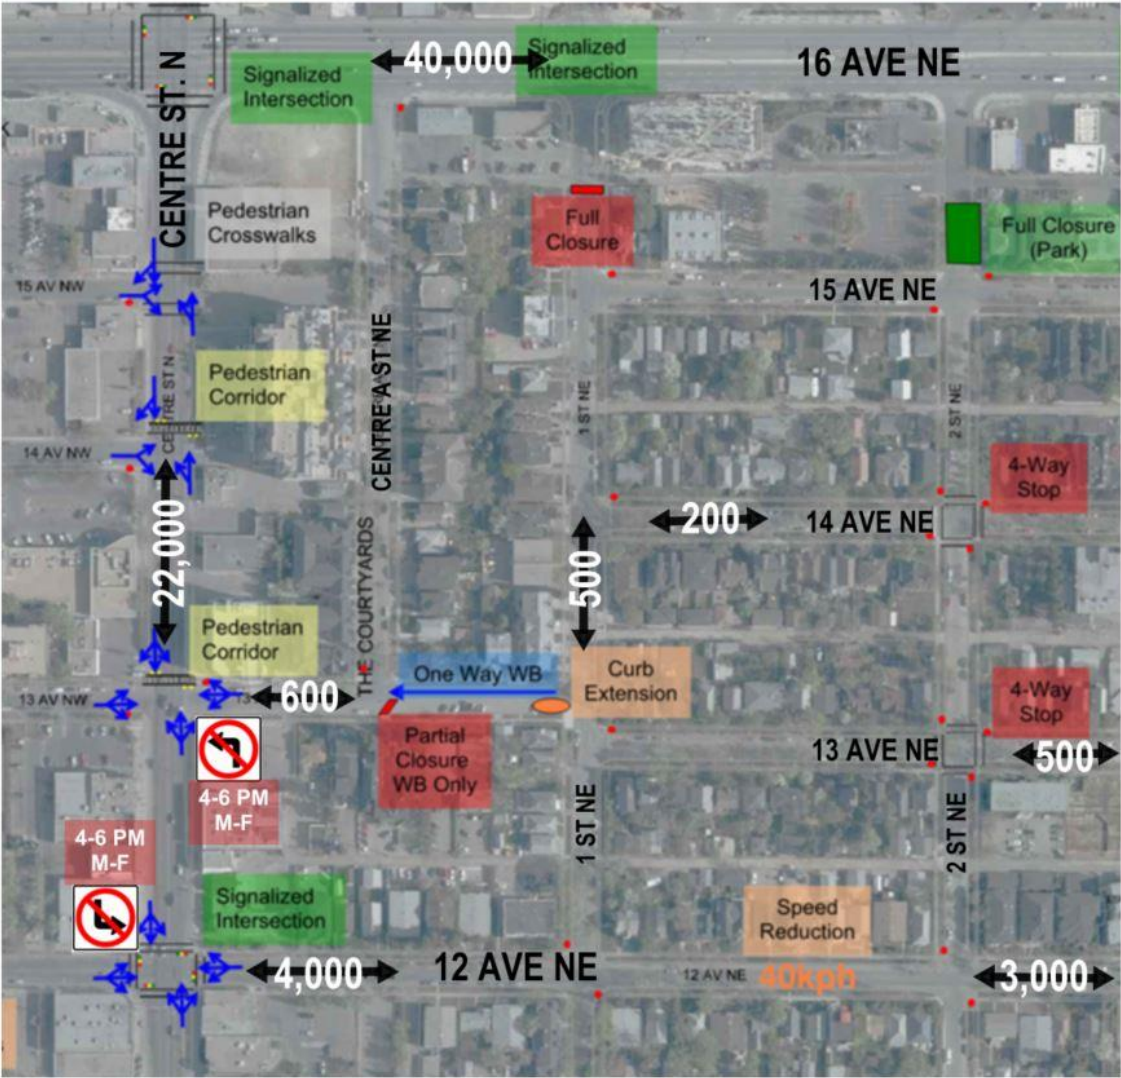 CENTRE ST. N
Signalized
Intersection
40,000
Signalized
Intersection
16 AVE NE
K
Pedestrian
Crosswalks
Full
Closure
Full Closure
(Park)
15 AV NW
15 AVE NE
CENTRE ST N
Pedestrian
Corridor
CENTRE A ST NE
1 ST NE
2 ST NE
14 AV NW
4-Way
Stop
22,000
200
14 AVE NE
THE COURTYARDS
500
Pedestrian
Corridor
One Way WB
Curb
Extension
13 AV NW
600
4-Way
Stop
Partial
Closure
WB Only
13 AVE NE
500
4-6 PM
M-F
4-6 PM
M-F
1 ST NE
2 ST NE
Signalized
Intersection
Speed
Reduction
4,000
12 AVE NE
12 AV NE
40kph
3,000